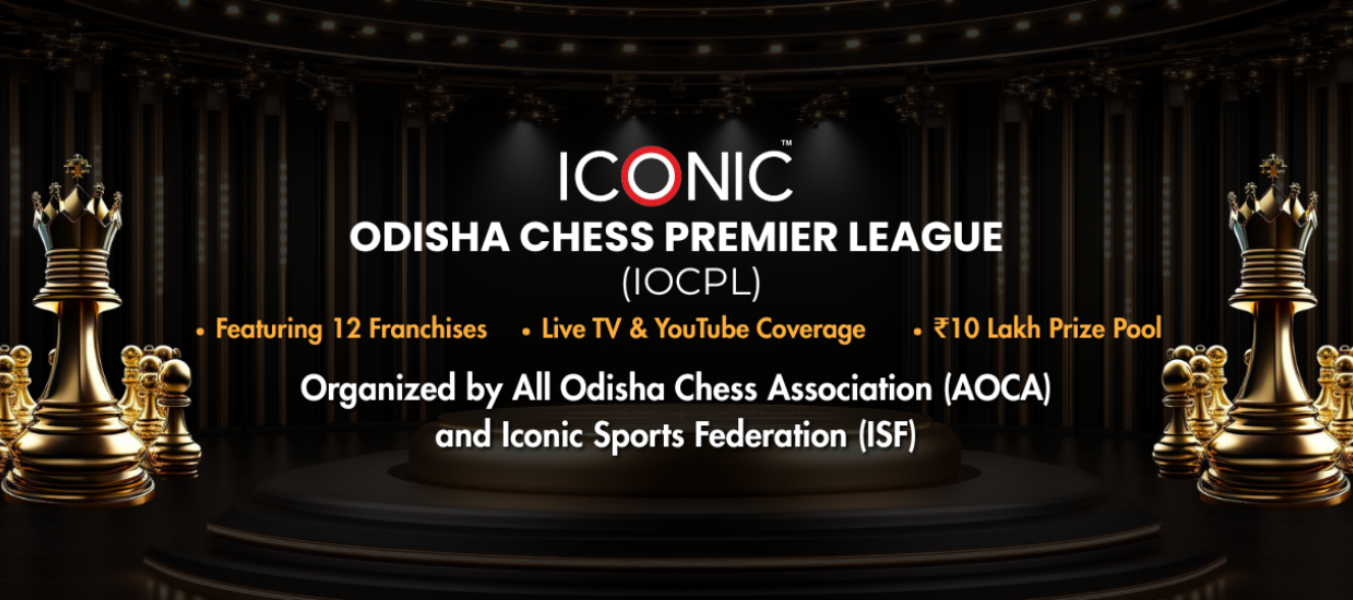 ICONIC™
ODISHA CHESS PREMIER LEAGUE
(IOCPL)
• Featuring 12 Franchises • Live TV & YouTube Coverage • ₹10 Lakh Prize Pool
Organized by All Odisha Chess Association (AOCA)
and Iconic Sports Federation (ISF)